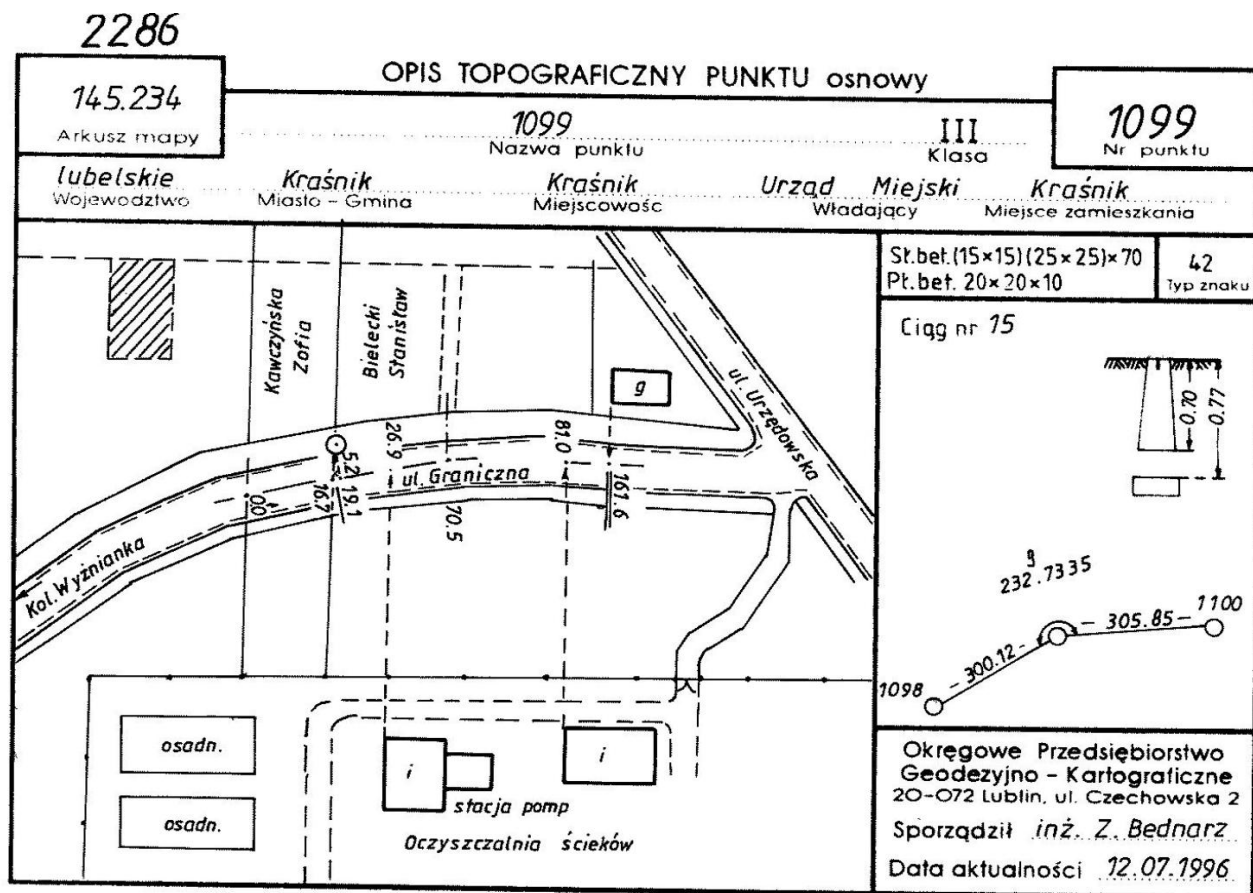 2286
OPIS TOPOGRAFICZNY PUNKTU osnowy
145.234
Arkusz mapy
1099
Nazwa punktu
III
Klasa
1099
Nr punktu
lubelskie Kraśnik Kraśnik Urząd Miejski Kraśnik
Wojewodztwo Miasto - Gmina Miejscowośc Władający Miejsce zamieszkania
St.bet.(15×15)(25×25)×70
Pt.bet. 20×20×10
42
Typ znaku
Kawczyńska
Zofia
Bielecki
Stanisław
g
ul. Urzędowska
26.9
81.0
5.2
19.1
16.7
0.0
ul. Graniczna
161.6
70.5
Kol. Wyżnianka
osadn.
osadn.
i
i
stacja pomp
Oczyszczalnia ścieków
Ciąg nr 15
0.70
0.77
g
232.7335
1098
-300.12-
- 305.85 -
1100
Okręgowe Przedsiębiorstwo
Geodezyjno - Kartograficzne
20-072 Lublin, ul. Czechowska 2
Sporządził inż. Z. Bednarz
Data aktualności 12.07.1996